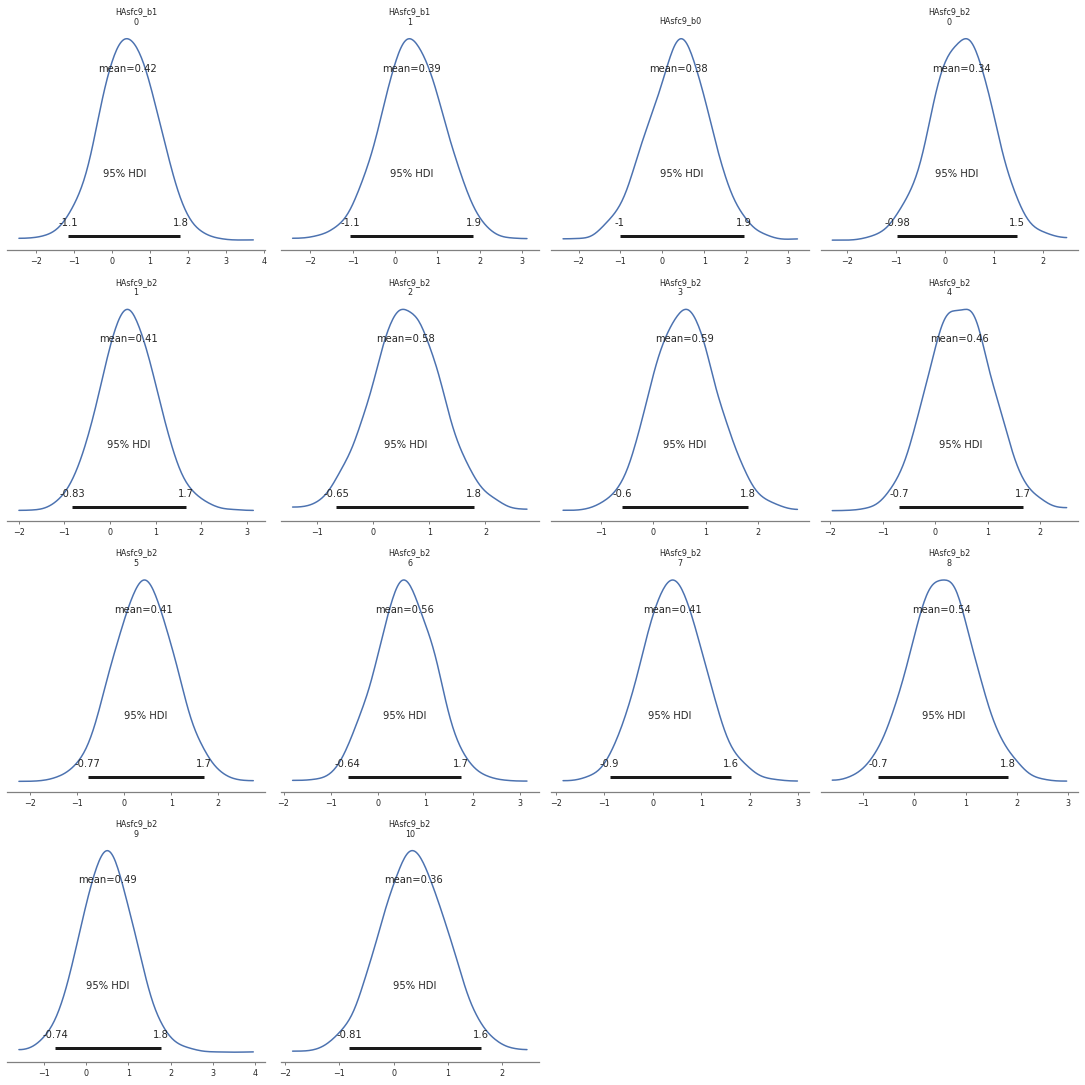 HAsfc9_b1
0
mean=0.42
95% HDI
-1.1
1.8
−2 −1 0 1 2 3 4
HAsfc9_b1
1
mean=0.39
95% HDI
-1.1
1.9
−2 −1 0 1 2 3
HAsfc9_b0
mean=0.38
95% HDI
-1
1.9
−2 −1 0 1 2 3
HAsfc9_b2
0
mean=0.34
95% HDI
-0.98
1.5
−2 −1 0 1 2
HAsfc9_b2
1
mean=0.41
95% HDI
-0.83
1.7
−2 −1 0 1 2 3
HAsfc9_b2
2
mean=0.58
95% HDI
-0.65
1.8
−1 0 1 2
HAsfc9_b2
3
mean=0.59
95% HDI
-0.6
1.8
−1 0 1 2
HAsfc9_b2
4
mean=0.46
95% HDI
-0.7
1.7
−2 −1 0 1 2
HAsfc9_b2
5
mean=0.41
95% HDI
-0.77
1.7
−2 −1 0 1 2
HAsfc9_b2
6
mean=0.56
95% HDI
-0.64
1.7
−2 −1 0 1 2 3
HAsfc9_b2
7
mean=0.41
95% HDI
-0.9
1.6
−2 −1 0 1 2 3
HAsfc9_b2
8
mean=0.54
95% HDI
-0.7
1.8
−1 0 1 2 3
HAsfc9_b2
9
mean=0.49
95% HDI
-0.74
1.8
−1 0 1 2 3 4
HAsfc9_b2
10
mean=0.36
95% HDI
-0.81
1.6
−2 −1 0 1 2